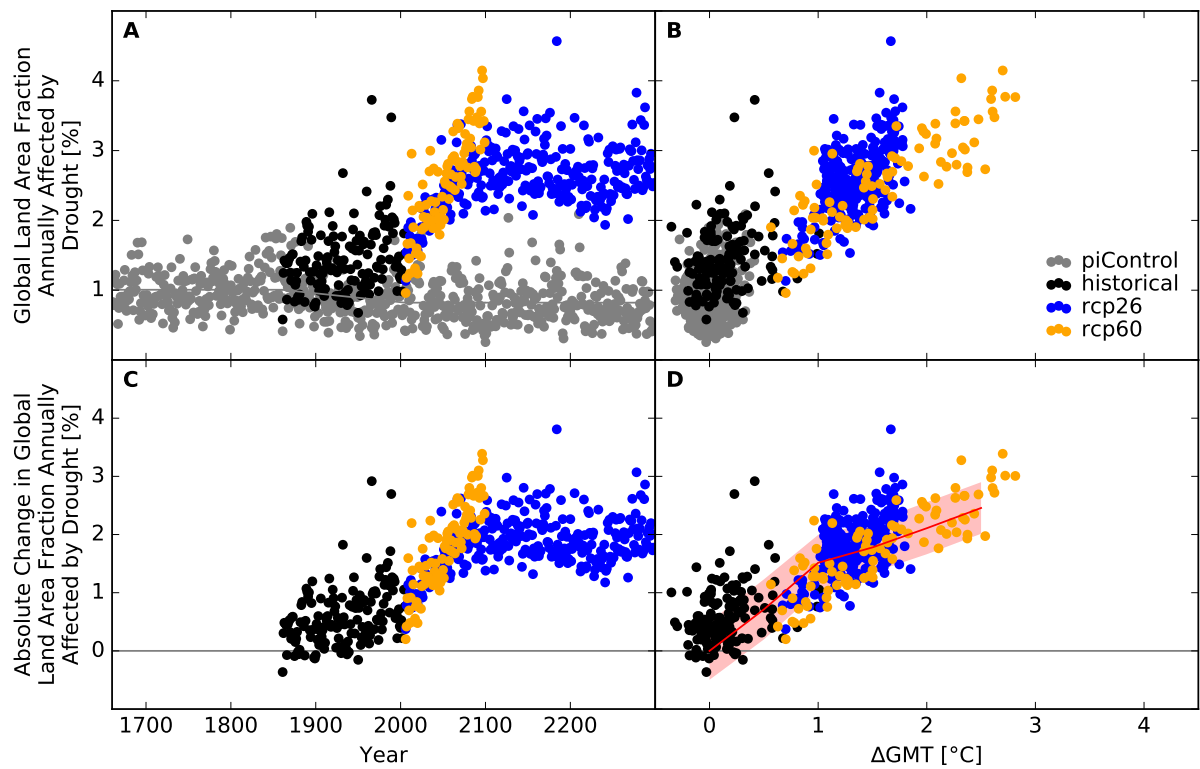 Global Land Area Fraction
Annually Affected by
Drought [%]
A
4
3
2
1
B
piControl
historical
rcp26
rcp60
Absolute Change in Global
Land Area Fraction Annually
Affected by Drought [%]
C
4
3
2
1
0
D
1700 1800 1900 2000 2100 2200
0 1 2 3 4
Year
ΔGMT [°C]